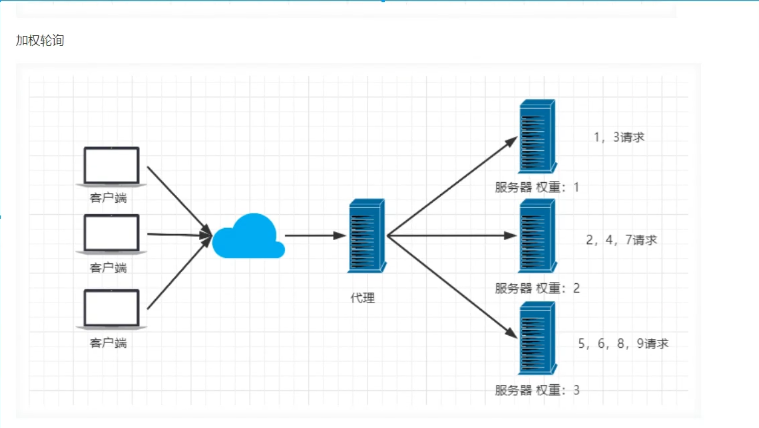 加权轮询
1，3请求
客户端
服务器 权重：1
2，4，7请求
客户端
服务器 权重：2
代理
客户端
5，6，8，9请求
服务器 权重：3